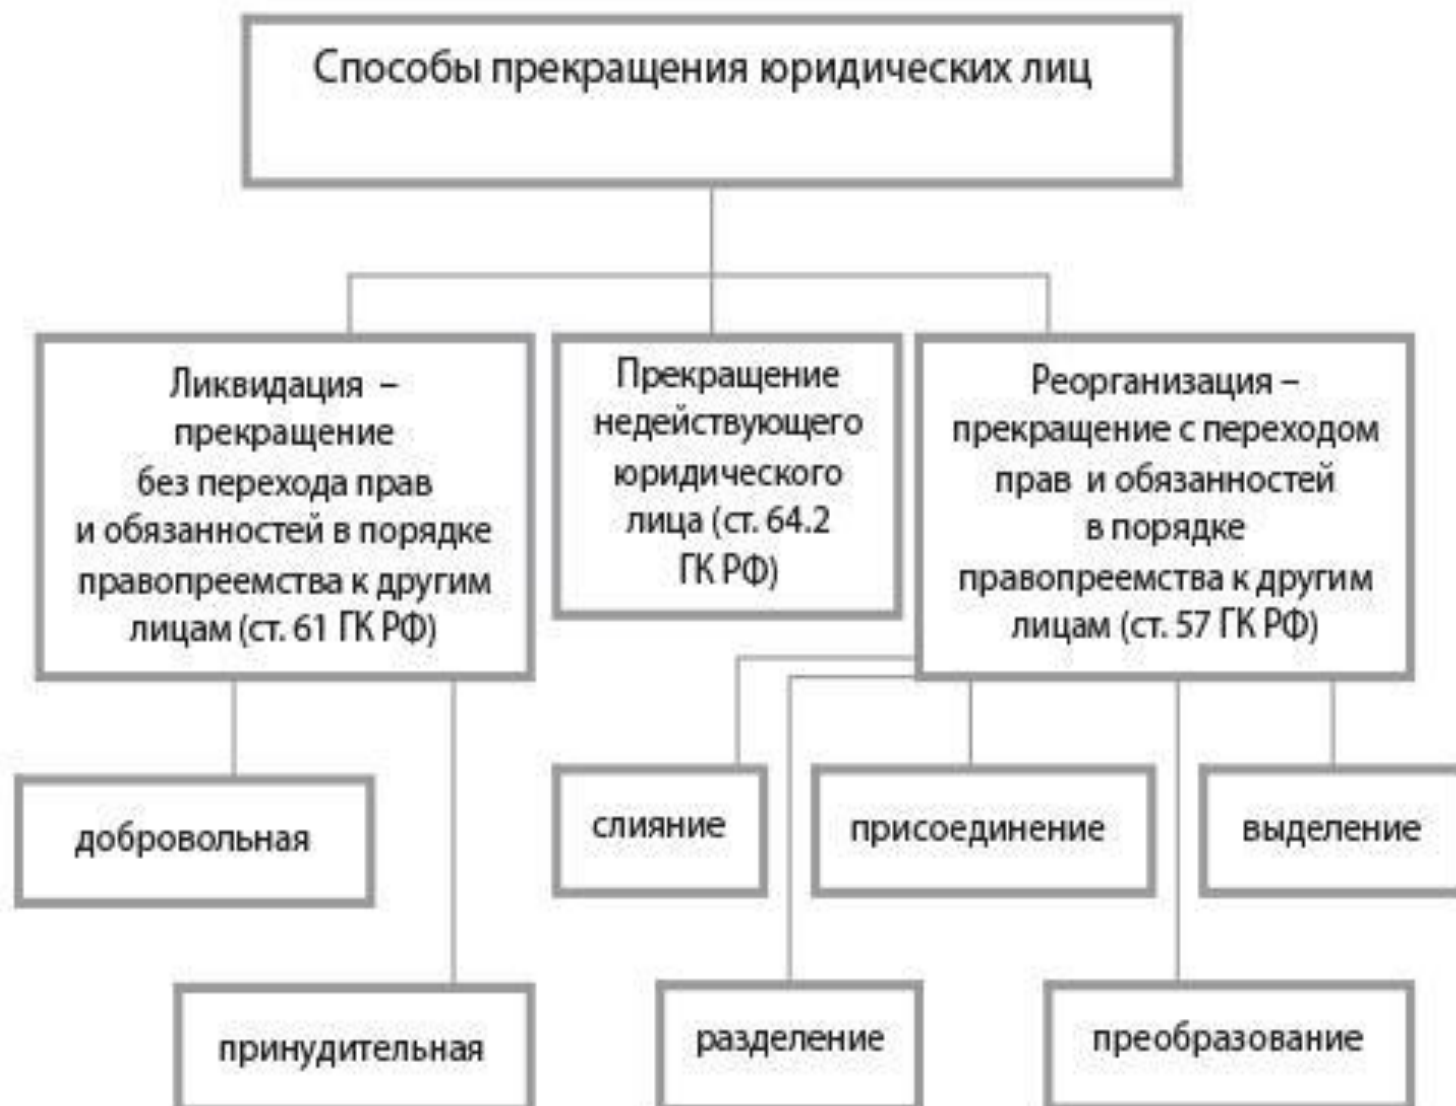 Способы прекращения юридических лиц
Ликвидация –
прекращение
без перехода прав
и обязанностей в порядке
правопреемства к другим
лицам (ст. 61 ГК РФ)
Прекращение
недействующего
юридического
лица (ст. 64.2
ГК РФ)
Реорганизация –
прекращение с переходом
прав и обязанностей
в порядке
правопреемства к другим
лицам (ст. 57 ГК РФ)
добровольная
принудительная
слияние
присоединение
выделение
разделение
преобразование